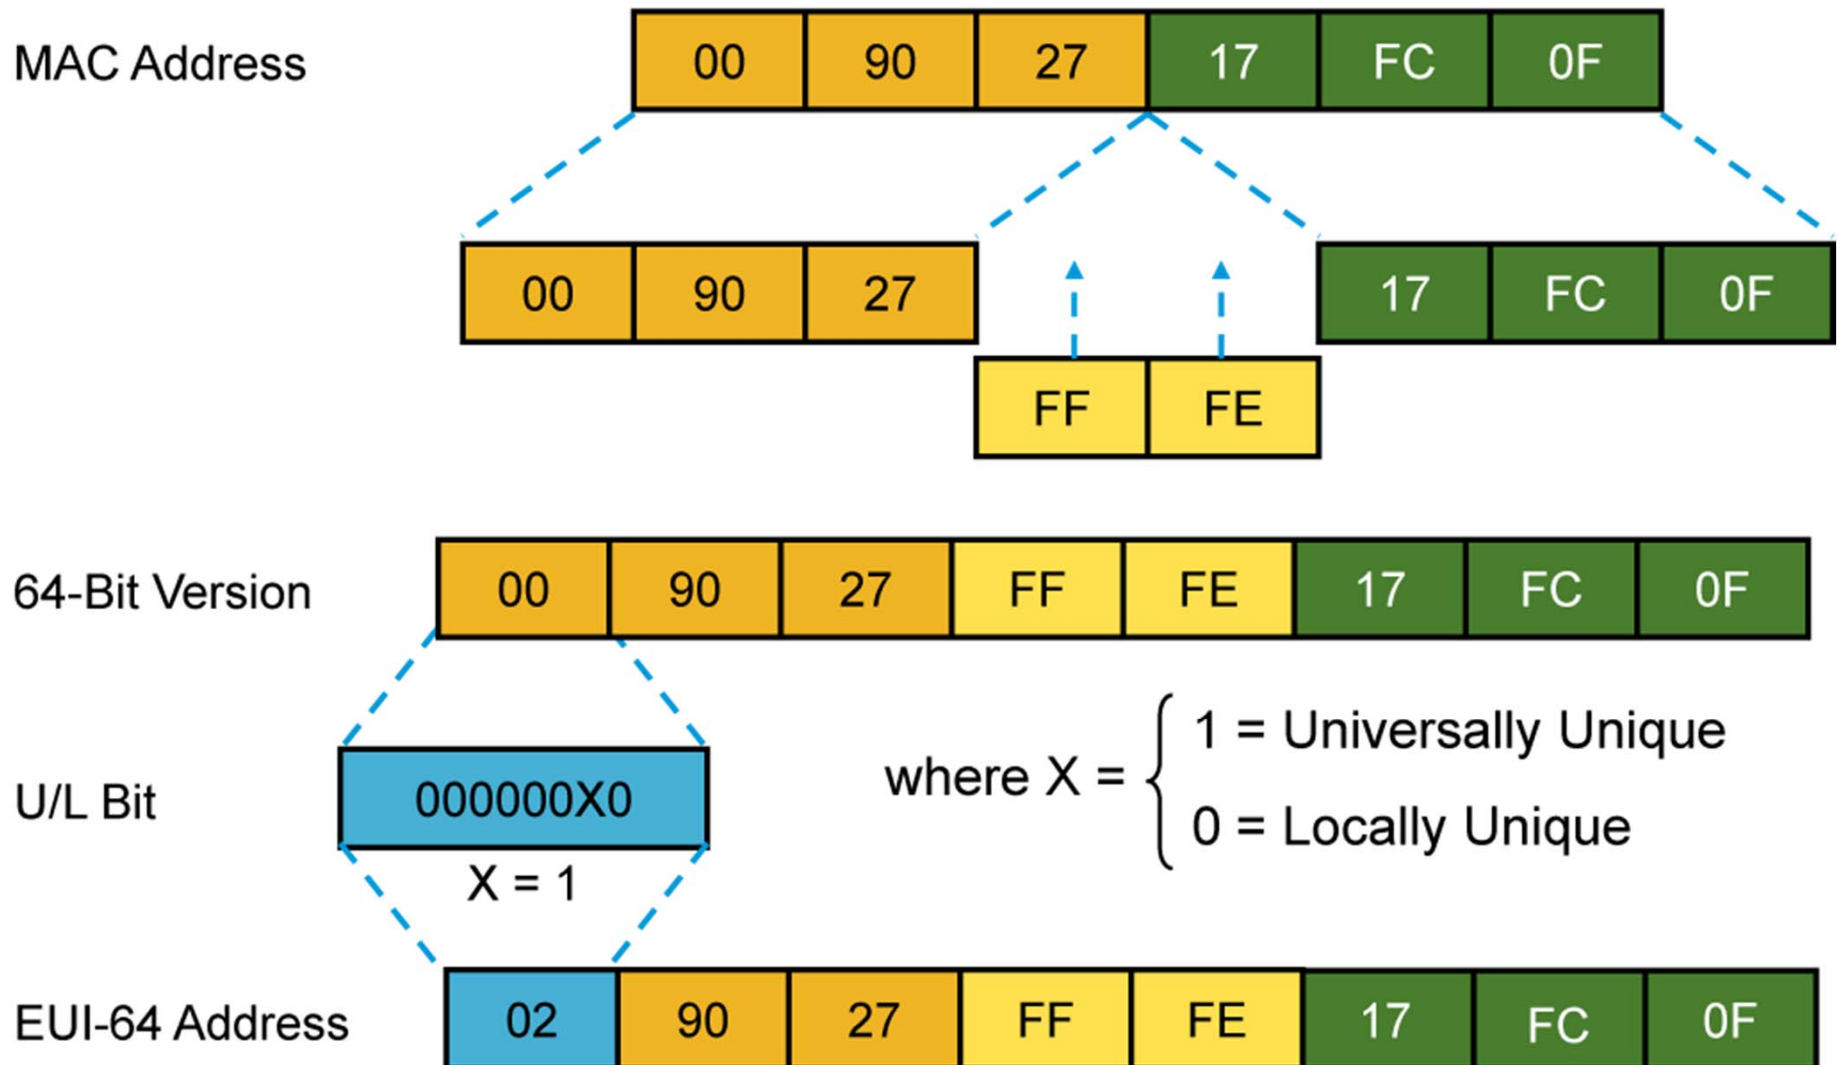 MAC Address 00 90 27 17 FC 0F
00 90 27 17 FC 0F
FF FE
64-Bit Version 00 90 27 FF FE 17 FC 0F
where X = 1 = Universally Unique
U/L Bit 000000X0
0 = Locally Unique
X = 1
EUI-64 Address 02 90 27 FF FE 17 FC 0F